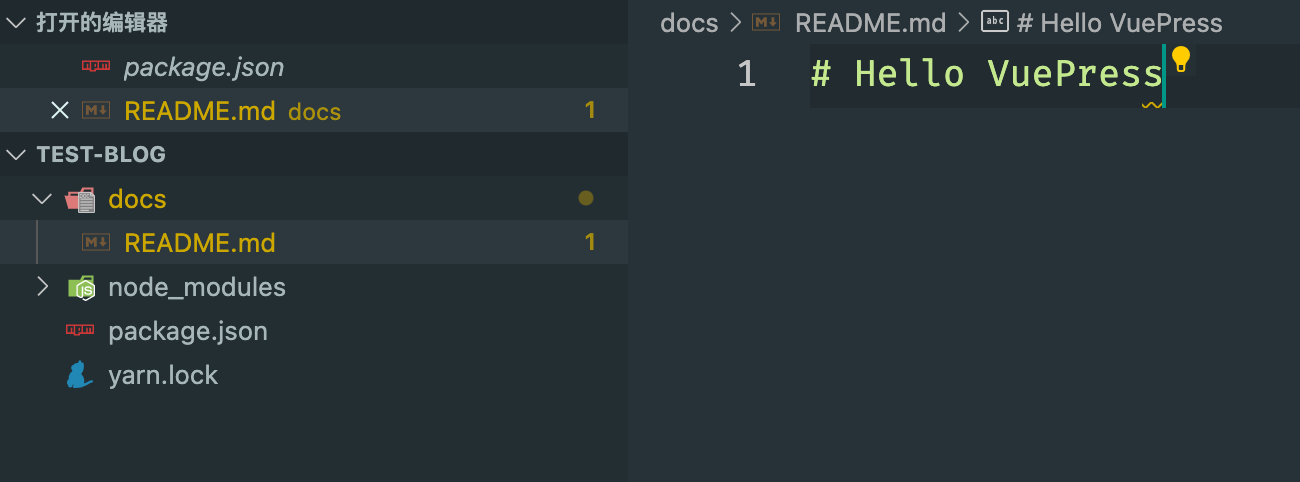 打开的编辑器
package.json
README.md docs 1
TEST-BLOG
docs
README.md 1
node_modules
package.json
yarn.lock
docs > README.md > # Hello VuePress
1 # Hello VuePress